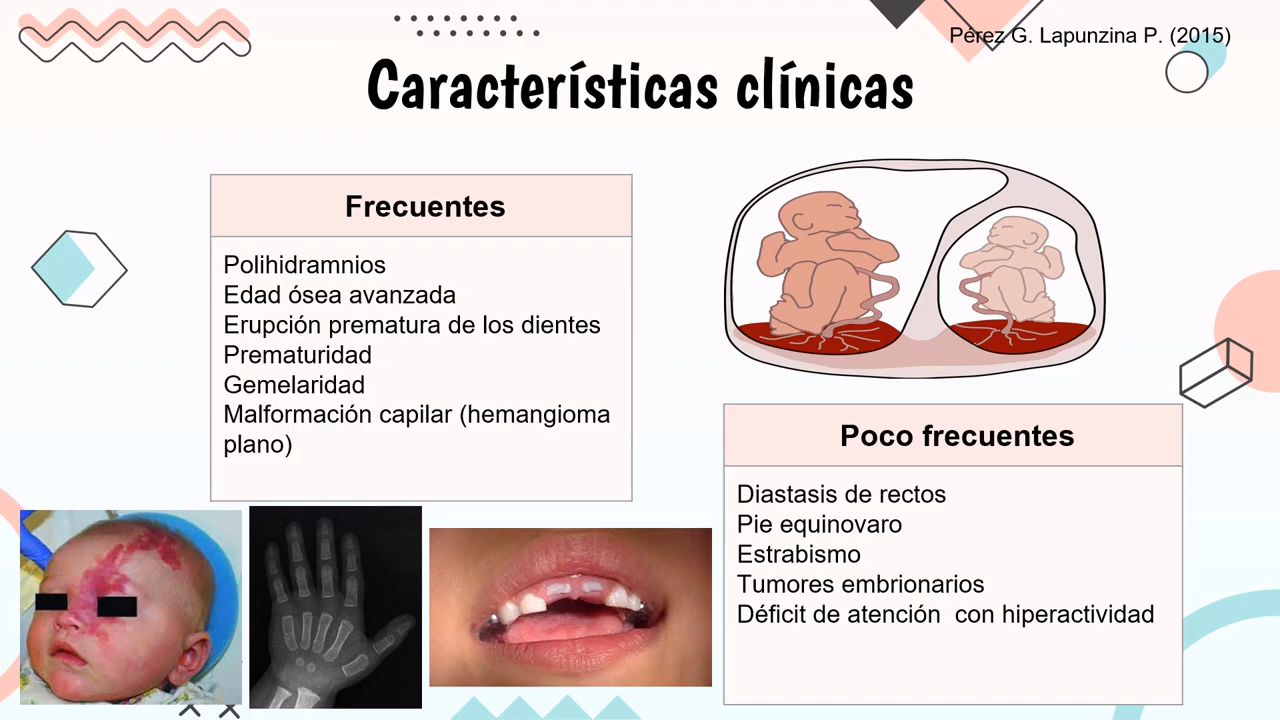 Pérez G. Lapunzina P. (2015)
Características clínicas
Frecuentes
Polihidramnios
Edad ósea avanzada
Erupción prematura de los dientes
Prematuridad
Gemelaridad
Malformación capilar (hemangioma
plano)
Poco frecuentes
Diastasis de rectos
Pie equinovaro
Estrabismo
Tumores embrionarios
Déficit de atención  con hiperactividad